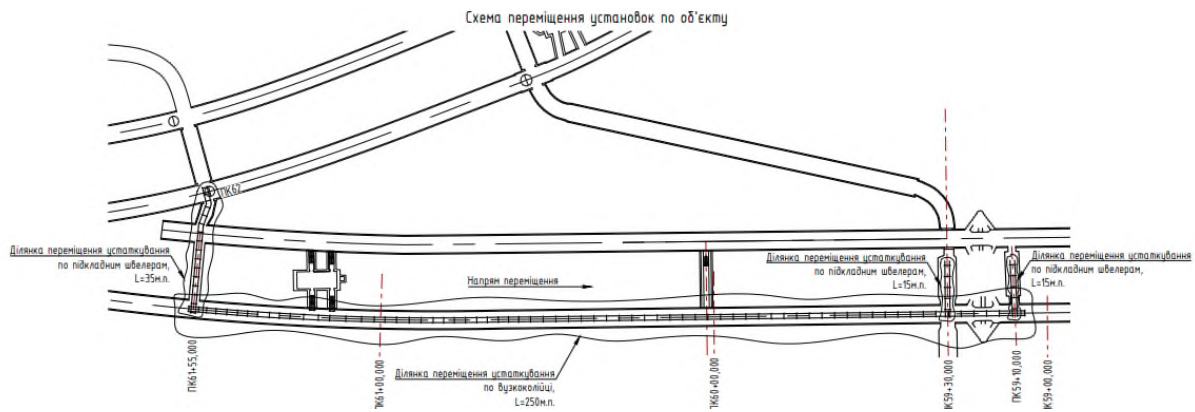 Схема переміщення установок по об'єкту
ПК62
Ділянка переміщення устаткування
по підкладним швелерам,
L=35м.п.
Напрям переміщення
Ділянка переміщення устаткування
по підкладним швелерам,
L=15м.п.
Ділянка переміщення устаткування
по підкладним швелерам,
L=15м.п.
Ділянка переміщення устаткування
по вузкоколійці,
L=250м.п.
ПК61+55,000
ПК61+00,000
ПК60+00,000
ПК59+30,000
ПК59+10,000
ПК59+00,000